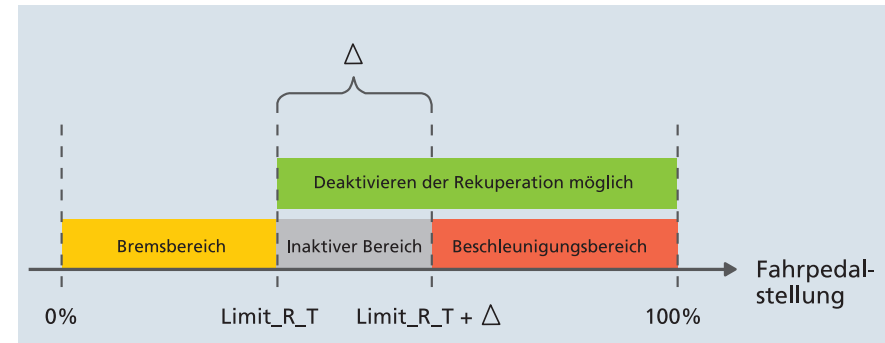 Δ
Deaktivieren der Rekuperation möglich
Bremsbereich Inaktiver Bereich Beschleunigungsbereich
Fahrpedal-
stellung
0% Limit_R_T Limit_R_T + Δ 100%